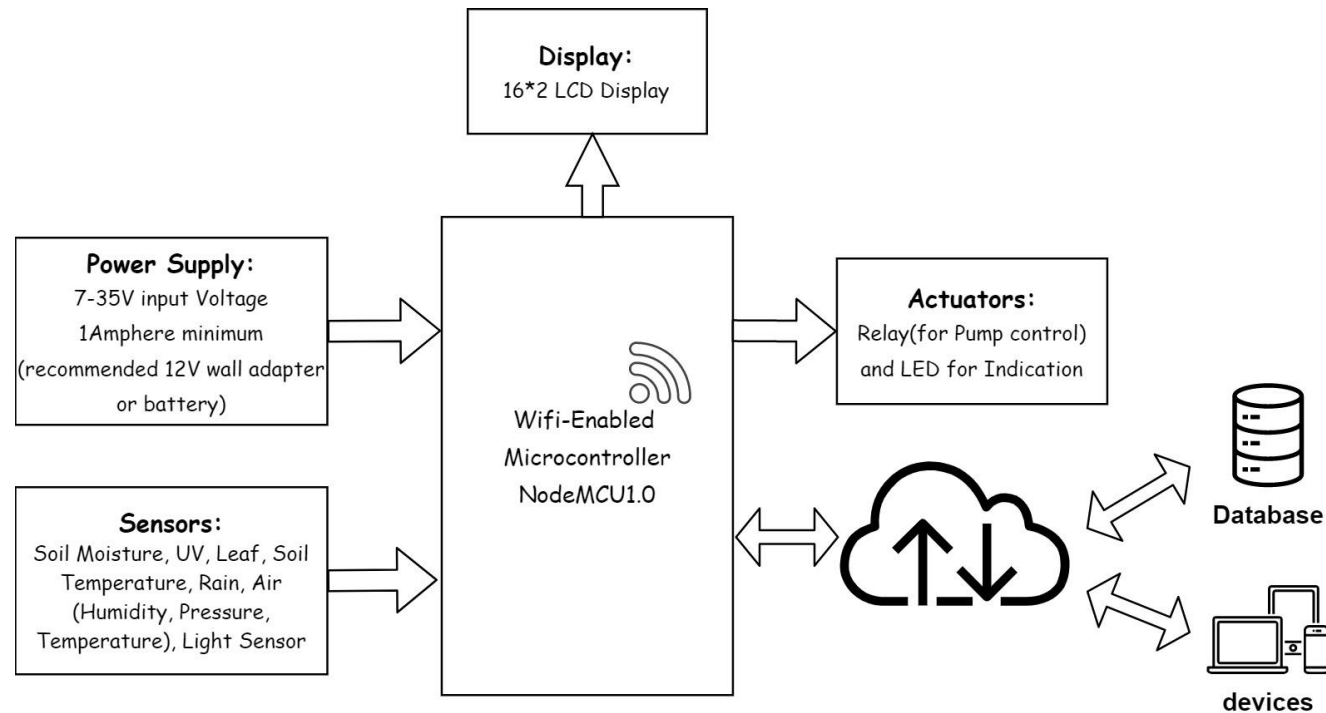 Display:
16*2 LCD Display
Power Supply:
7-35V input Voltage
1Amphere minimum
(recommended 12V wall adapter
or battery)
Actuators:
Relay(for Pump control)
and LED for Indication
Wifi-Enabled
Microcontroller
NodeMCU1.0
Sensors:
Soil Moisture, UV, Leaf, Soil
Temperature, Rain, Air
(Humidity, Pressure,
Temperature), Light Sensor
Database
devices